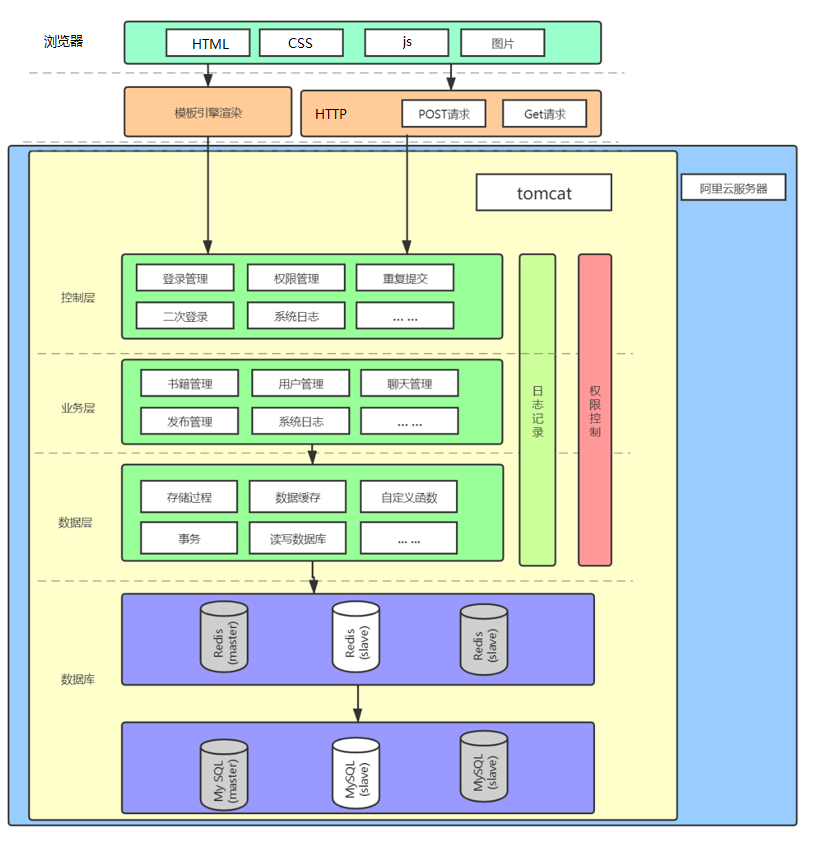 浏览器
HTML
CSS
js
图片
模板引擎渲染
HTTP
POST请求
Get请求
tomcat
阿里云服务器
控制层
登录管理
权限管理
重复提交
二次登录
系统日志
... ...
业务层
书籍管理
用户管理
聊天管理
发布管理
系统日志
... ...
日志记录
权限控制
数据层
存储过程
数据缓存
自定义函数
事务
读写数据库
... ...
数据库
Redis
(master)
Redis
(slave)
Redis
(slave)
My SQL
(master)
MySQL
(slave)
MySQL
(slave)